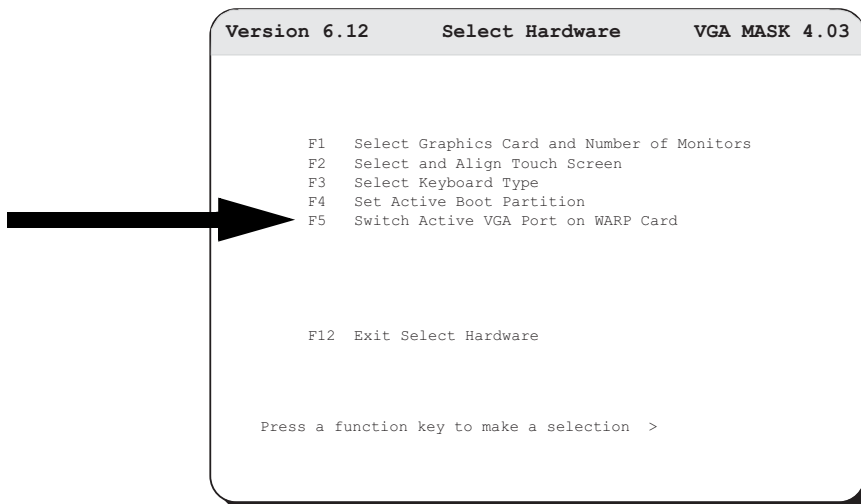 Version 6.12 Select Hardware VGA MASK 4.03
F1 Select Graphics Card and Number of Monitors
F2 Select and Align Touch Screen
F3 Select Keyboard Type
F4 Set Active Boot Partition
F5 Switch Active VGA Port on WARP Card
F12 Exit Select Hardware
Press a function key to make a selection >